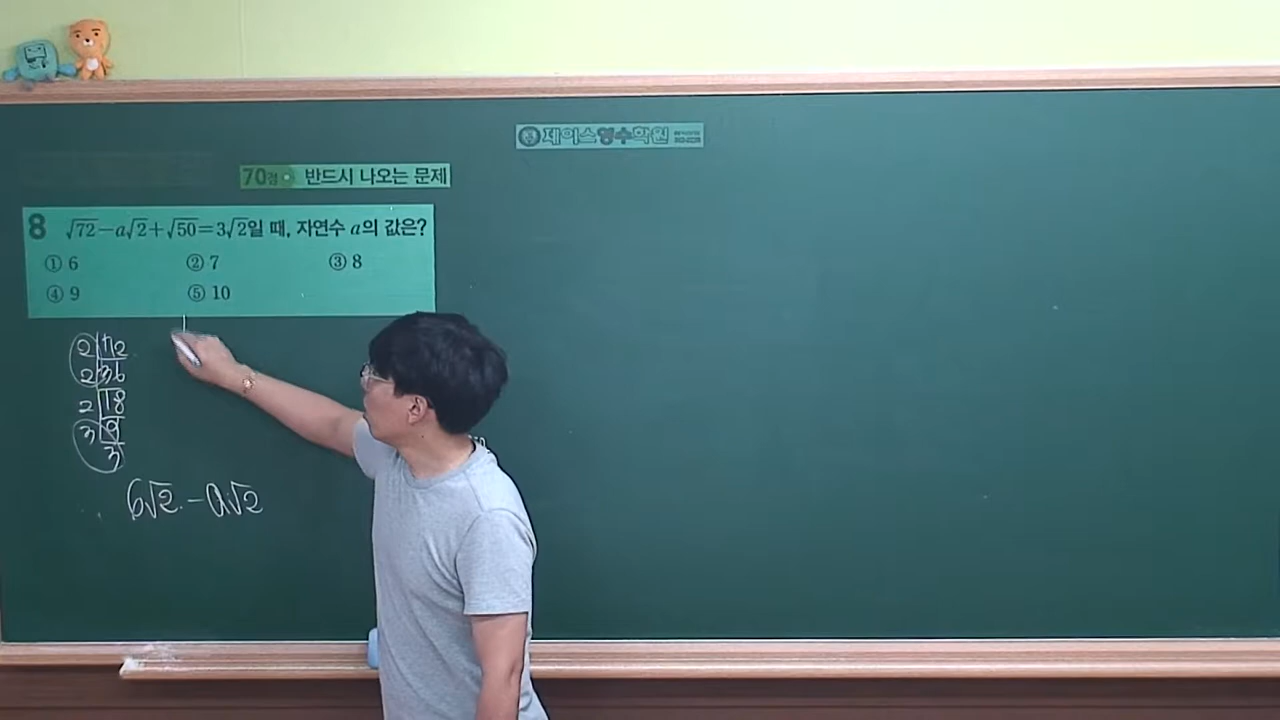 제이스영수학원
70점 반드시 나오는 문제
8 √72-a√2+√50=3√2일 때, 자연수 a의 값은?
① 6 ② 7 ③ 8
④ 9 ⑤ 10
2 72
2 36
2 18
3 9
3
6√2 - a√2